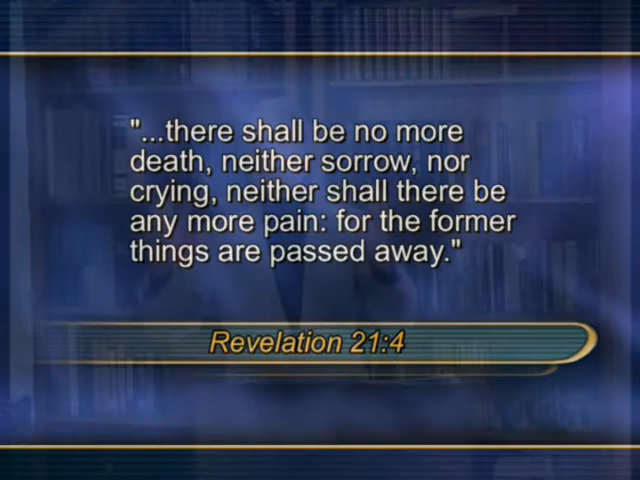 "...there shall be no more
death, neither sorrow, nor
crying, neither shall there be
any more pain: for the former
things are passed away."
Revelation 21:4